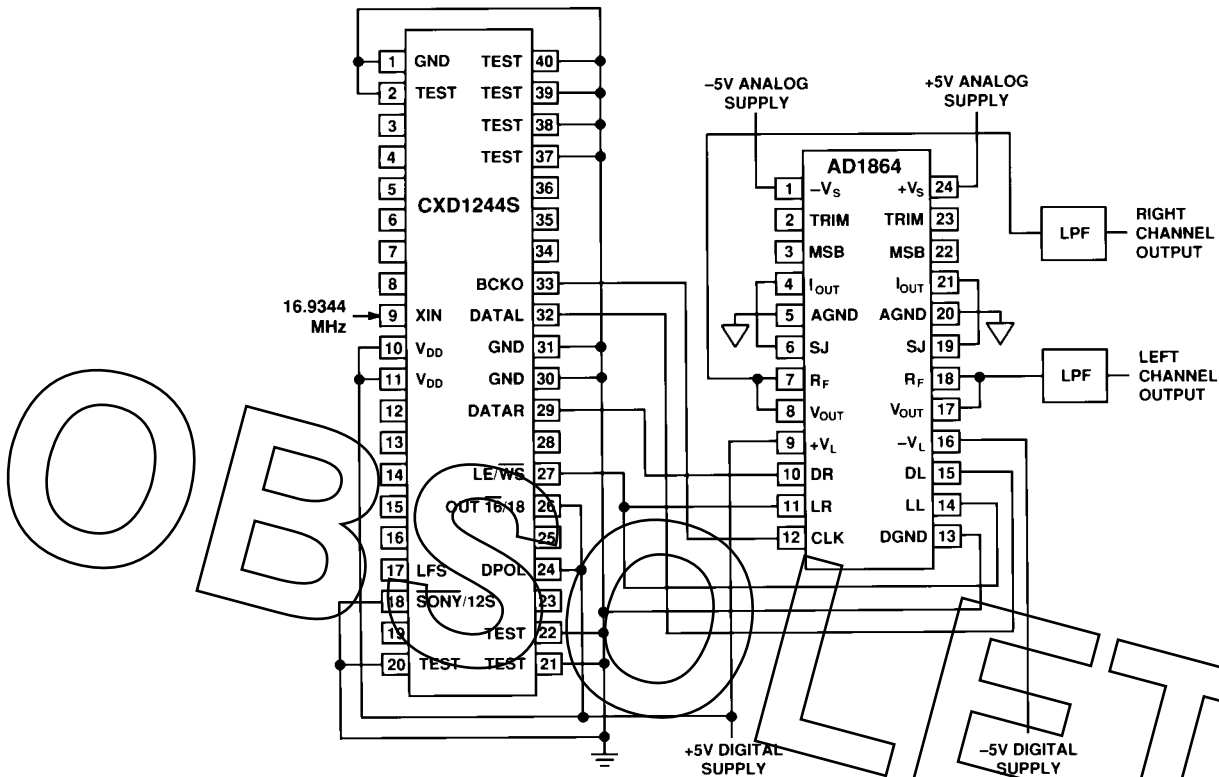 CXD1244S
1 GND
2 TEST
3
4
5
6
7
8
16.9344
MHz
9 XIN
10 VDD
11 VDD
12
13
14
15
16
17 LFS
18 SONY/12S
19
20 TEST
TEST 40
TEST 39
TEST 38
TEST 37
36
35
34
BCKO 33
DATAL 32
GND 31
GND 30
DATAR 29
28
LE/WS 27
OUT 16/18 26
25
DPOL 24
23
TEST 22
TEST 21
–5V ANALOG
SUPPLY
+5V ANALOG
SUPPLY
AD1864
1 –VS
2 TRIM
3 MSB
4 IOUT
5 AGND
6 SJ
7 RF
8 VOUT
9 +VL
10 DR
11 LR
12 CLK
+VS 24
TRIM 23
MSB 22
IOUT 21
AGND 20
SJ 19
RF 18
VOUT 17
–VL 16
DL 15
LL 14
DGND 13
LPF
RIGHT
CHANNEL
OUTPUT
LPF
LEFT
CHANNEL
OUTPUT
+5V DIGITAL
SUPPLY
–5V DIGITAL
SUPPLY
OBSOLET